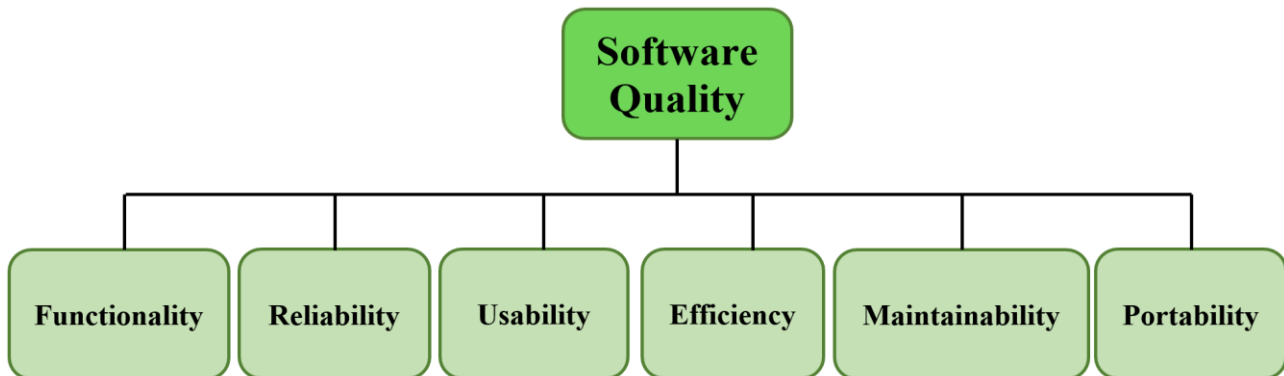 Software
Quality
Functionality
Reliability
Usability
Efficiency
Maintainability
Portability